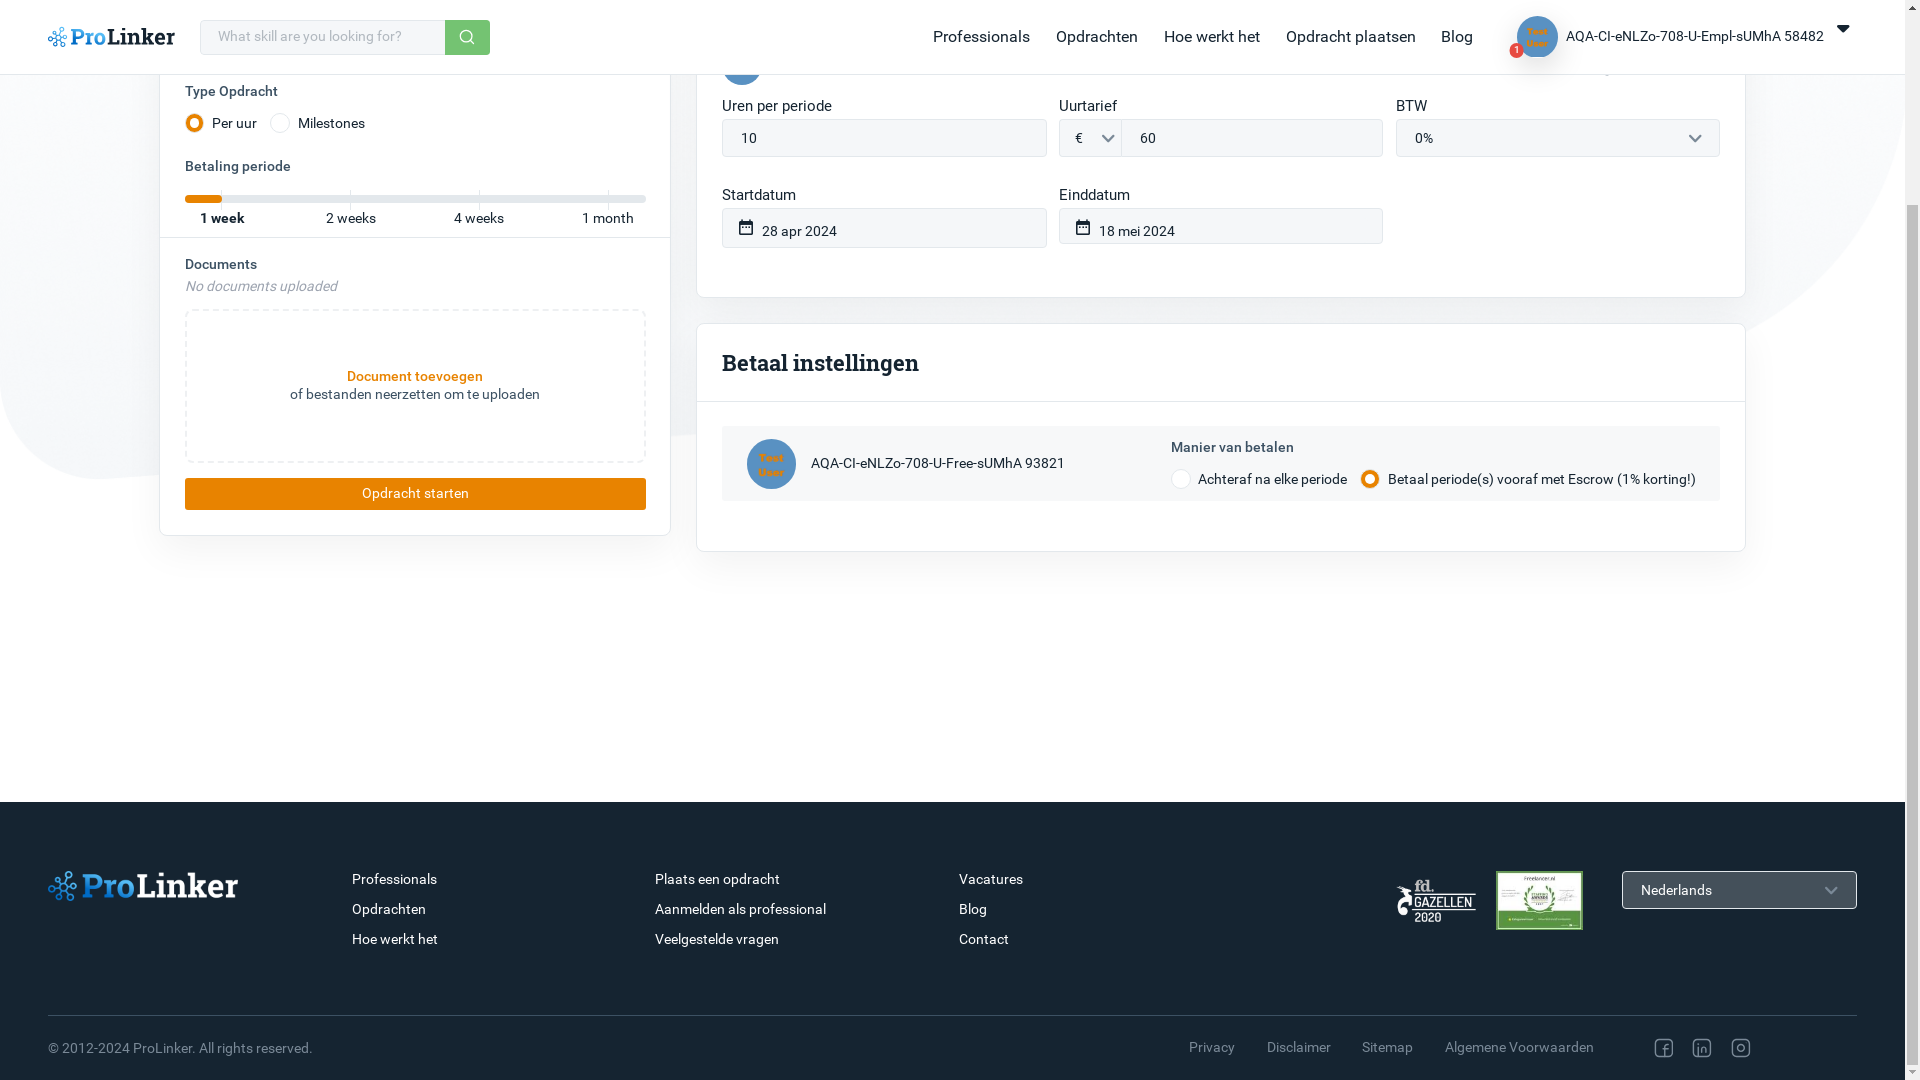 ProLinker
What skill are you looking for?
Professionals
Opdrachten
Hoe werkt het
Opdracht plaatsen
Blog
Test User
1
AQA-CI-eNLZo-708-U-Empl-sUMhA 58482
Type Opdracht
Per uur
Milestones
Betaling periode
1 week
2 weeks
4 weeks
1 month
Documents
No documents uploaded
Document toevoegen
of bestanden neerzetten om te uploaden
Opdracht starten
Uren per periode
Uurtarief
BTW
10
€
60
0%
Startdatum
Einddatum
28 apr 2024
18 mei 2024
Betaal instellingen
Test
User
AQA-CI-eNLZo-708-U-Free-sUMhA 93821
Manier van betalen
Achteraf na elke periode
Betaal periode(s) vooraf met Escrow (1% korting!)
ProLinker
Professionals
Opdrachten
Hoe werkt het
Plaats een opdracht
Aanmelden als professional
Veelgestelde vragen
Vacatures
Blog
Contact
fd.
GAZELLEN
2020
Freelancer.nl
Nederlands
© 2012-2024 ProLinker. All rights reserved.
Privacy
Disclaimer
Sitemap
Algemene Voorwaarden